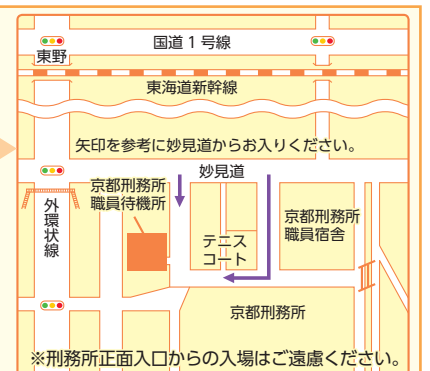 国道1号線
東野
東海道新幹線
矢印を参考に妙見道からお入りください。
妙見道
京都刑務所
職員待機所
外環状線
テニス
コート
京都刑務所
職員宿舎
京都刑務所
※刑務所正面入口からの入場はご遠慮ください。